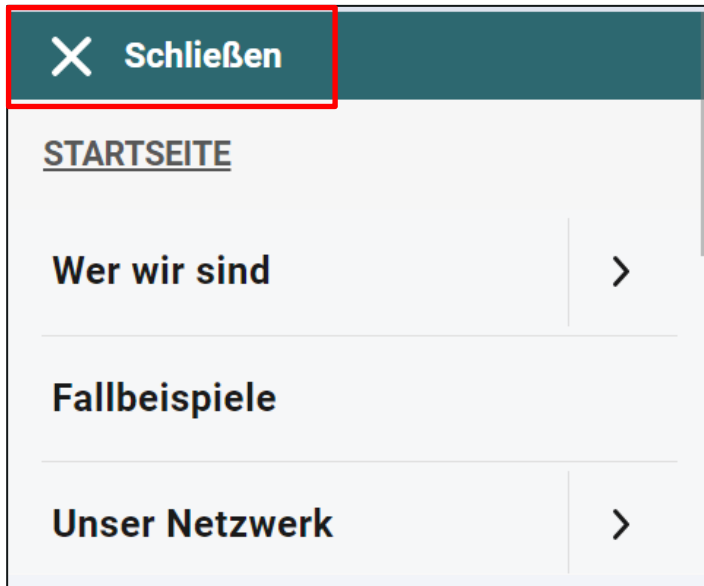 Schließen
STARTSEITE
Wer wir sind
Fallbeispiele
Unser Netzwerk